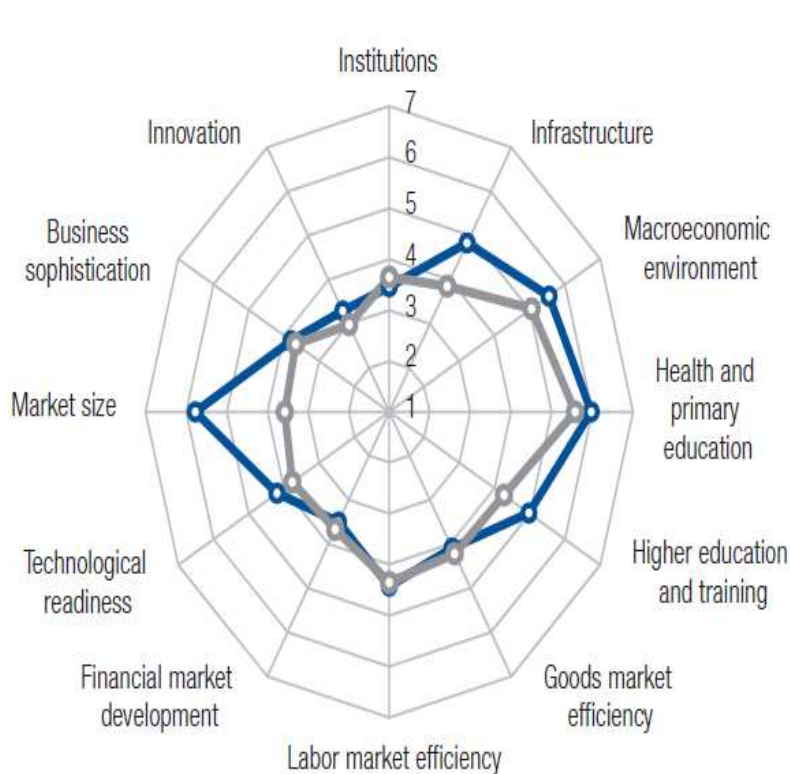 Institutions
7
6
5
4
3
2
1
Infrastructure
Macroeconomic
environment
Health and
primary
education
Higher education
and training
Goods market
efficiency
Labor market efficiency
Financial market
development
Technological
readiness
Market size
Business
sophistication
Innovation